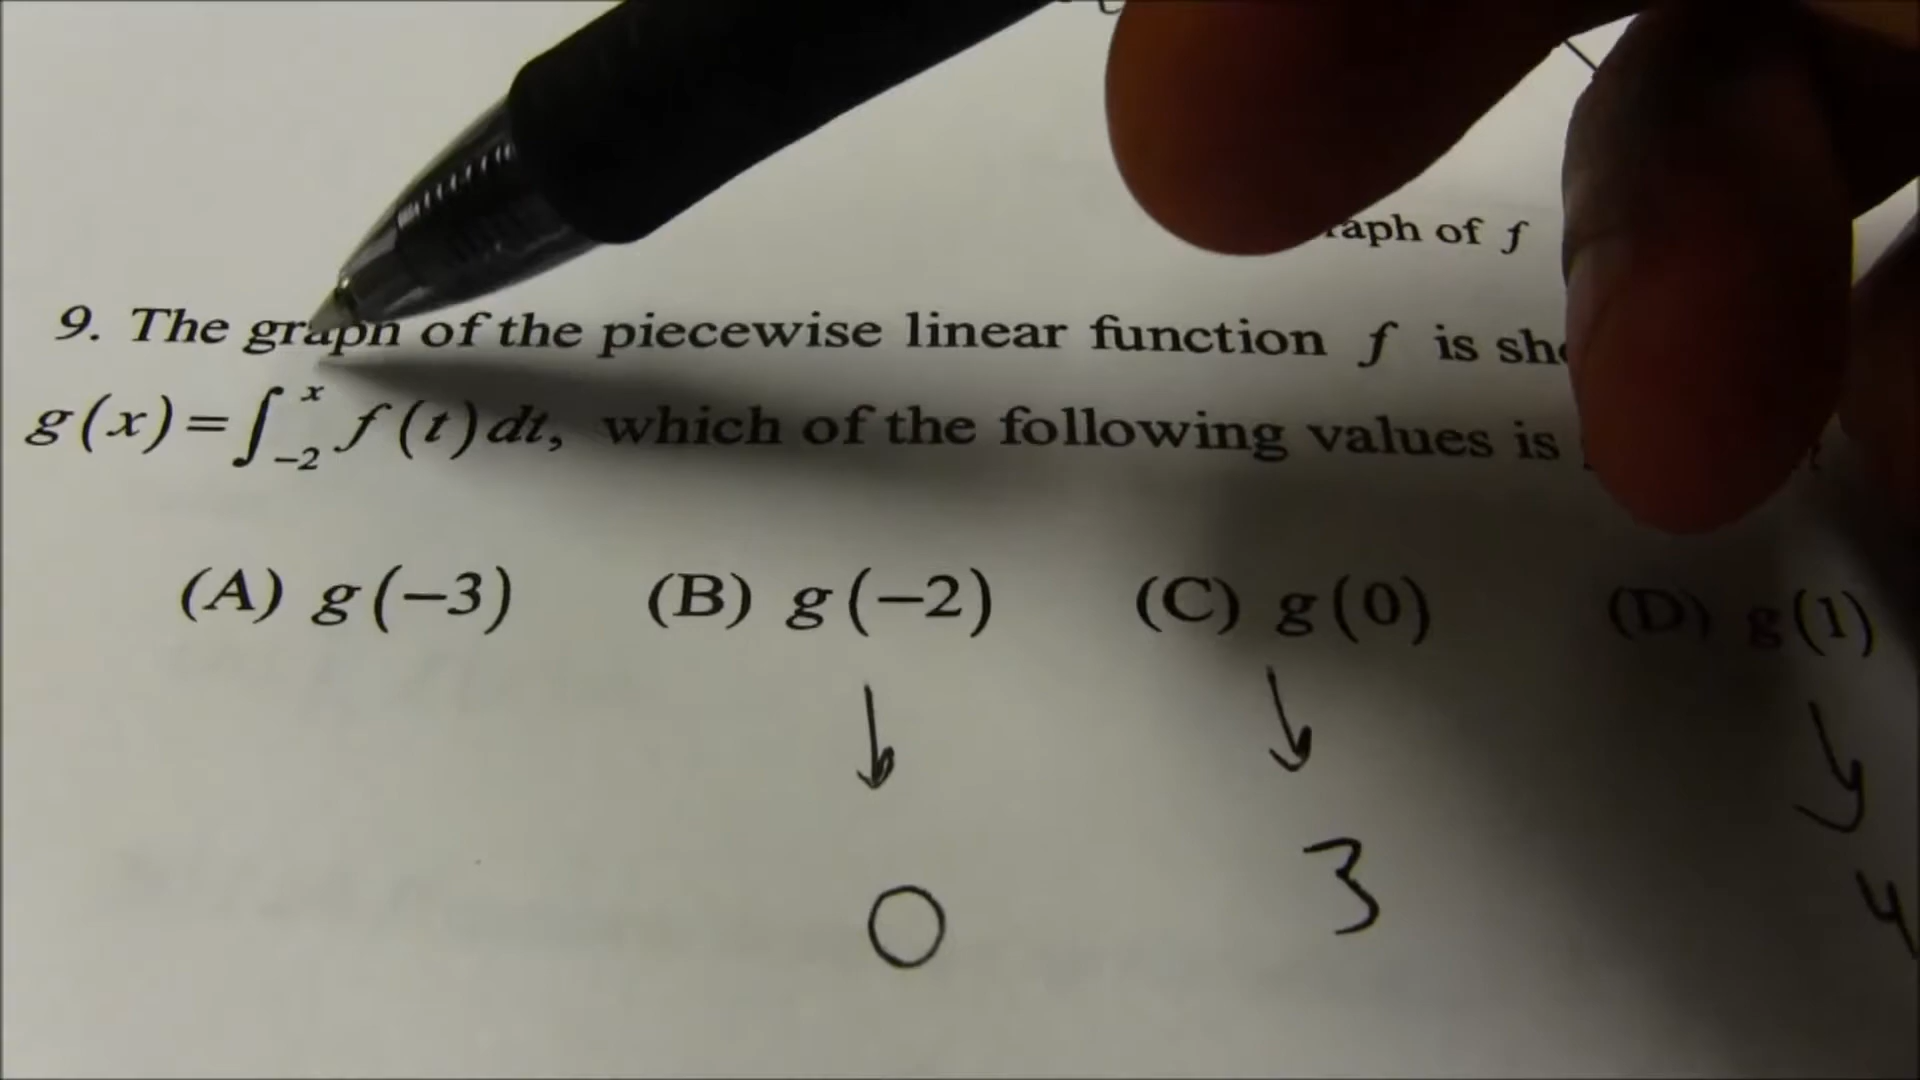 aph of f
9. The graph of the piecewise linear function f is sh
g(x)=∫₋₂ˣ f(t)dt, which of the following values is
(A) g(−3) (B) g(−2) (C) g(0) (D) g(1)
0 3 4